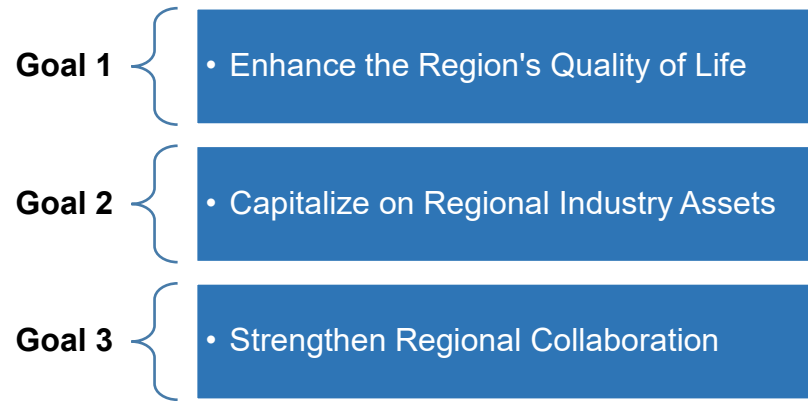 Goal 1
• Enhance the Region's Quality of Life
Goal 2
• Capitalize on Regional Industry Assets
Goal 3
• Strengthen Regional Collaboration